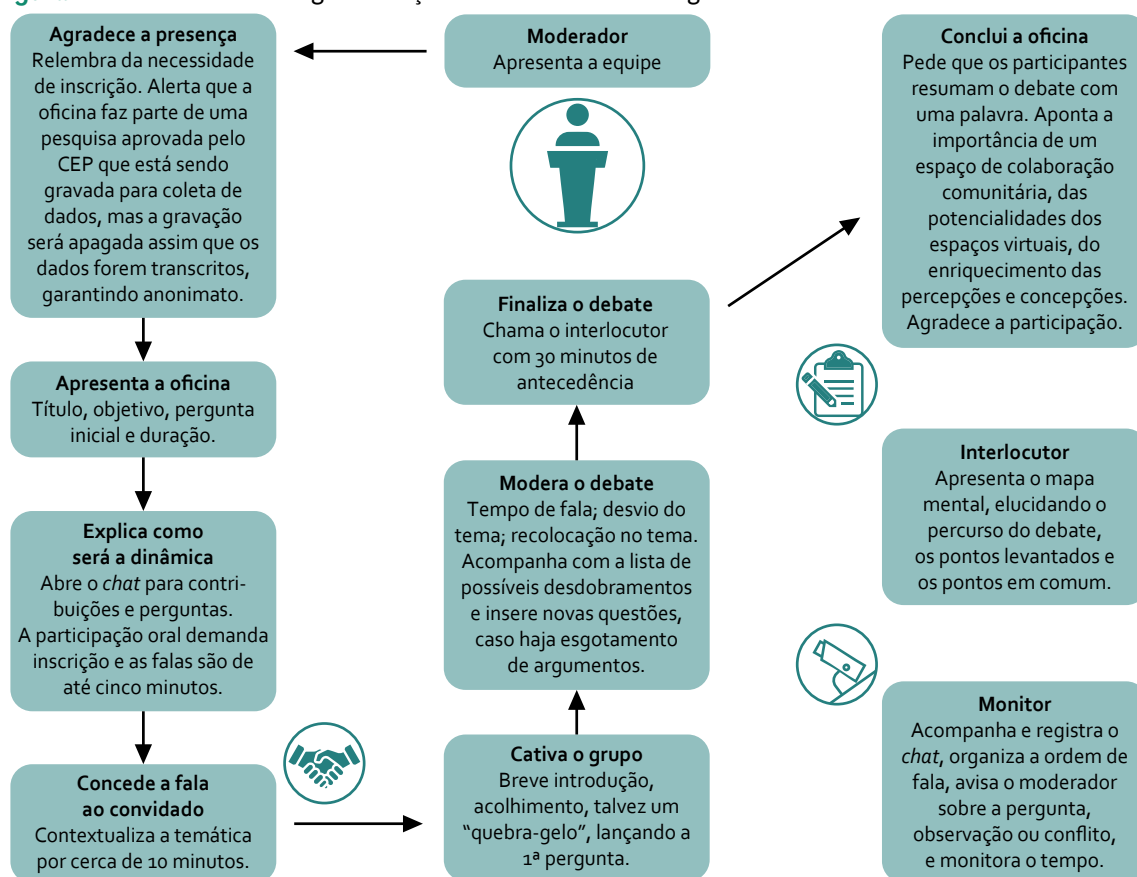 Moderador
Apresenta a equipe
Agradece a presença
Relembra da necessidade
de inscrição. Alerta que a
oficina faz parte de uma
pesquisa aprovada pelo
CEP que está sendo
gravada para coleta de
dados, mas a gravação
será apagada assim que os
dados forem transcritos,
garantindo anonimato.
Apresenta a oficina
Título, objetivo, pergunta
inicial e duração.
Explica como
será a dinâmica
Abre o chat para contri-
buições e perguntas.
A participação oral demanda
inscrição e as falas são de
até cinco minutos.
Concede a fala
ao convidado
Contextualiza a temática
por cerca de 10 minutos.
Cativa o grupo
Breve introdução,
acolhimento, talvez um
“quebra-gelo”, lançando a
1ª pergunta.
Modera o debate
Tempo de fala; desvio do
tema; recolocação no tema.
Acompanha com a lista de
possíveis desdobramentos
e insere novas questões,
caso haja esgotamento
de argumentos.
Finaliza o debate
Chama o interlocutor
com 30 minutos de
antecedência
Conclui a oficina
Pede que os participantes
resumam o debate com
uma palavra. Aponta a
importância de um
espaço de colaboração
comunitária, das
potencialidades dos
espaços virtuais, do
enriquecimento das
percepções e concepções.
Agradece a participação.
Interlocutor
Apresenta o mapa
mental, elucidando o
percurso do debate,
os pontos levantados e
os pontos em comum.
Monitor
Acompanha e registra o
chat, organiza a ordem de
fala, avisa o moderador
sobre a pergunta,
observação ou conflito,
e monitora o tempo.